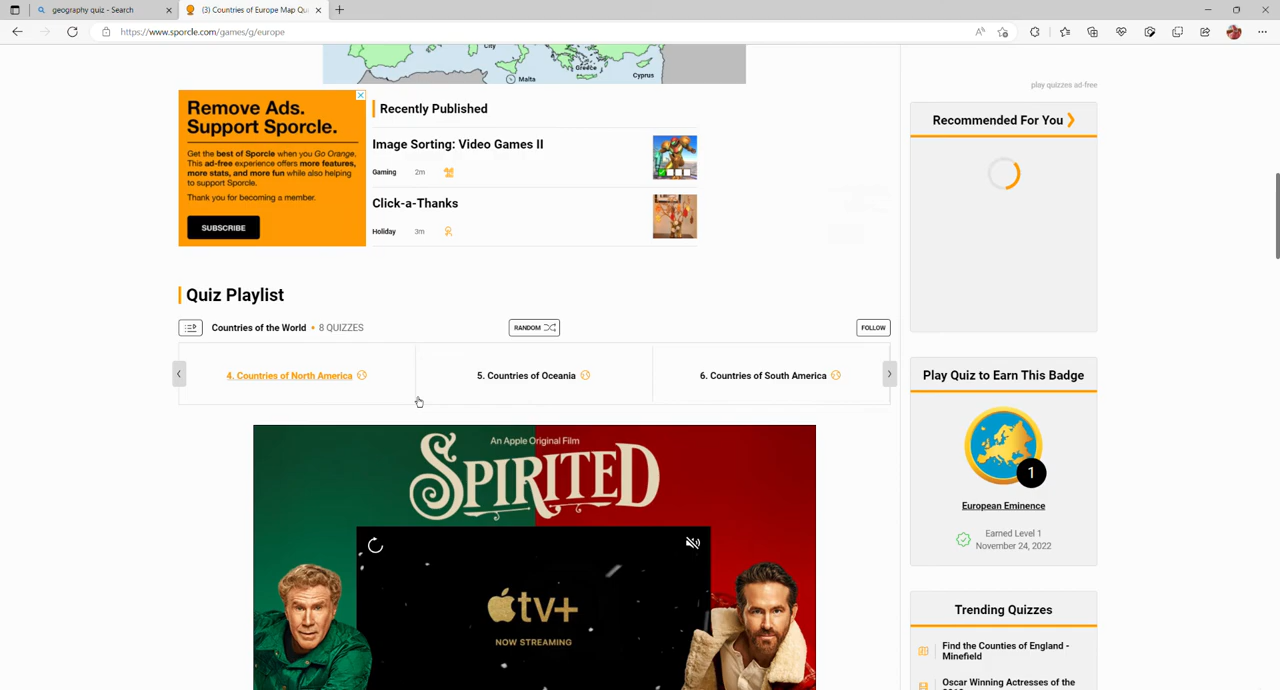 geography quiz - Search
(3) Countries of Europe Map Qu
https://www.sporcle.com/games/g/europe
City
Greece
Malta
Cyprus
play quizzes ad-free
Remove Ads.
Support Sporcle.
Get the best of Sporcle when you Go Orange.
This ad-free experience offers more features,
more stats, and more fun while also helping
to support Sporcle.
Thank you for becoming a member.
SUBSCRIBE
Recently Published
Image Sorting: Video Games II
Gaming 2m
Click-a-Thanks
Holiday 3m
Recommended For You
Quiz Playlist
Countries of the World • 8 QUIZZES
RANDOM
FOLLOW
4. Countries of North America
5. Countries of Oceania
6. Countries of South America
Play Quiz to Earn This Badge
1
European Eminence
Earned Level 1
November 24, 2022
An Apple Original Film
SPIRITED
tv+
NOW STREAMING
Trending Quizzes
Find the Counties of England -
Minefield
Oscar Winning Actresses of the